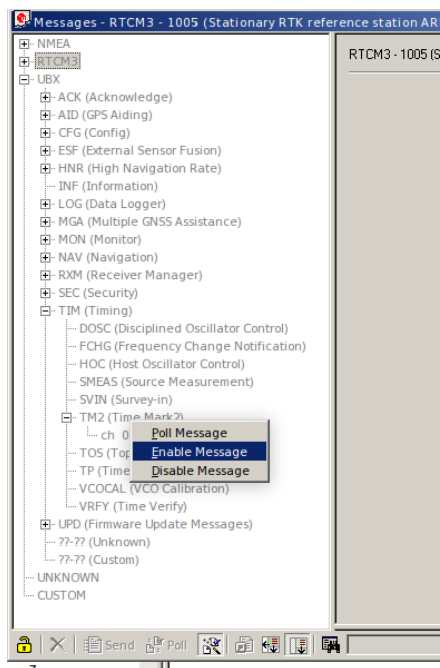 Messages - RTCM3 - 1005 (Stationary RTK reference station AR
NMEA
RTCM3
UBX
ACK (Acknowledge)
AID (GPS Aiding)
CFG (Config)
ESF (External Sensor Fusion)
HNR (High Navigation Rate)
INF (Information)
LOG (Data Logger)
MGA (Multiple GNSS Assistance)
MON (Monitor)
NAV (Navigation)
RXM (Receiver Manager)
SEC (Security)
TIM (Timing)
DOSC (Disciplined Oscillator Control)
FCHG (Frequency Change Notification)
HOC (Host Oscillator Control)
SMEAS (Source Measurement)
SVIN (Survey-in)
TM2 (Time Mark2)
ch 0
TOS (To
TP (Time
VCOCAL (VCO Calibration)
VRFY (Time Verify)
UPD (Firmware Update Messages)
??-?? (Unknown)
??-?? (Custom)
UNKNOWN
CUSTOM
Poll Message
Enable Message
Disable Message
RTCM3 - 1005 (S
Send Poll